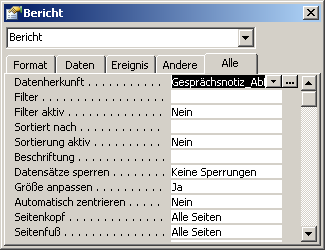 Bericht
Bericht
Format Daten Ereignis Andere Alle
Datenherkunft . . . . . . . . . . . Gesprächsnotiz_Ab ...
Filter . . . . . . . . . . . . . . . . . .
Filter aktiv . . . . . . . . . . . . . Nein
Sortiert nach . . . . . . . . . . .
Sortierung aktiv . . . . . . . . . Nein
Beschriftung . . . . . . . . . . . .
Datensätze sperren . . . . . . Keine Sperrungen
Größe anpassen . . . . . . . . . Ja
Automatisch zentrieren . . . . Nein
Seitenkopf . . . . . . . . . . . . . Alle Seiten
Seitenfuß . . . . . . . . . . . . . . Alle Seiten